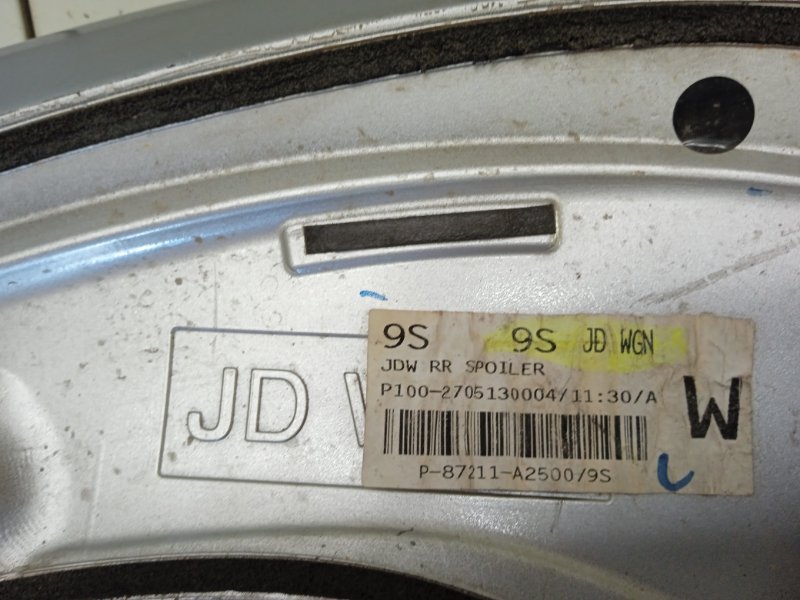 9S 9S JD WGN
JDW RR SPOILER
P100-2705130004/11:30/A
W
P-87211-A2500/9S
JD